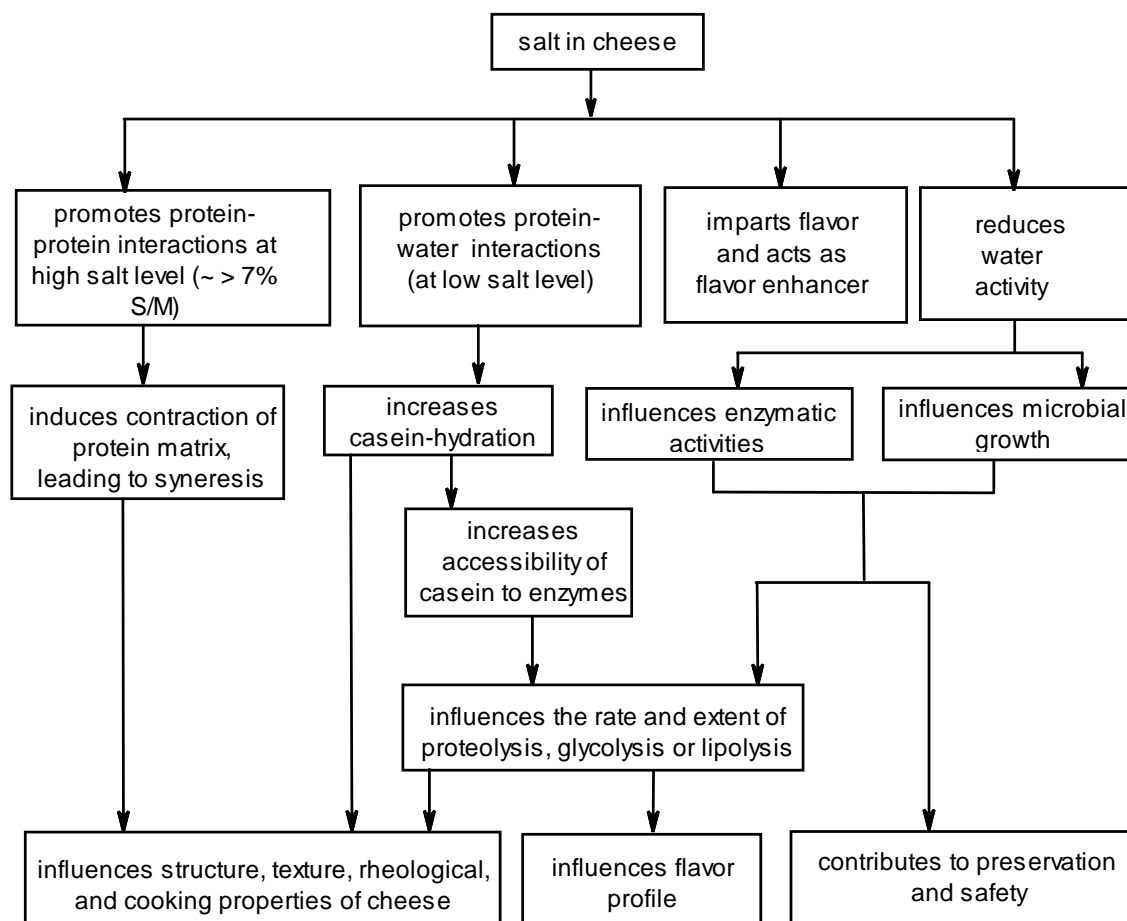 salt in cheese
promotes protein-
protein interactions at
high salt level (~ > 7%
S/M)
promotes protein-
water interactions
(at low salt level)
imparts flavor
and acts as
flavor enhancer
reduces
water
activity
induces contraction of
protein matrix,
leading to syneresis
increases
casein-hydration
influences enzymatic
activities
influences microbial
growth
increases
accessibility of
casein to enzymes
influences the rate and extent of
proteolysis, glycolysis or lipolysis
influences structure, texture, rheological,
and cooking properties of cheese
influences flavor
profile
contributes to preservation
and safety